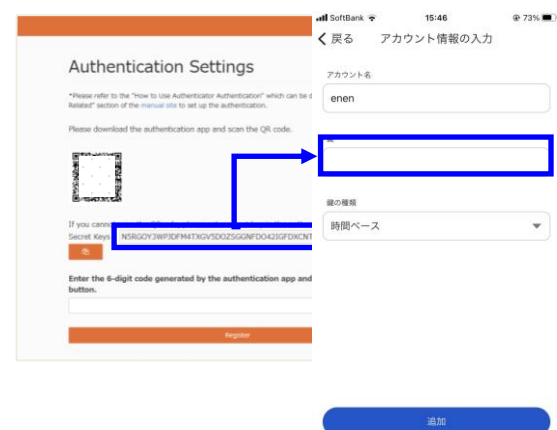 Authentication Settings
*Please refer to the "How to Use Authenticator Authentication" which can be
Related" section of the manual site to set up the authentication.
Please download the authentication app and scan the QR code.
If you cannot
Secret Keys
Enter the 6-digit code generated by the authentication app and
button.
Register
SoftBank 15:46 73%
戻る アカウント情報の入力
アカウント名
enen
鍵の種類
時間ベース
追加